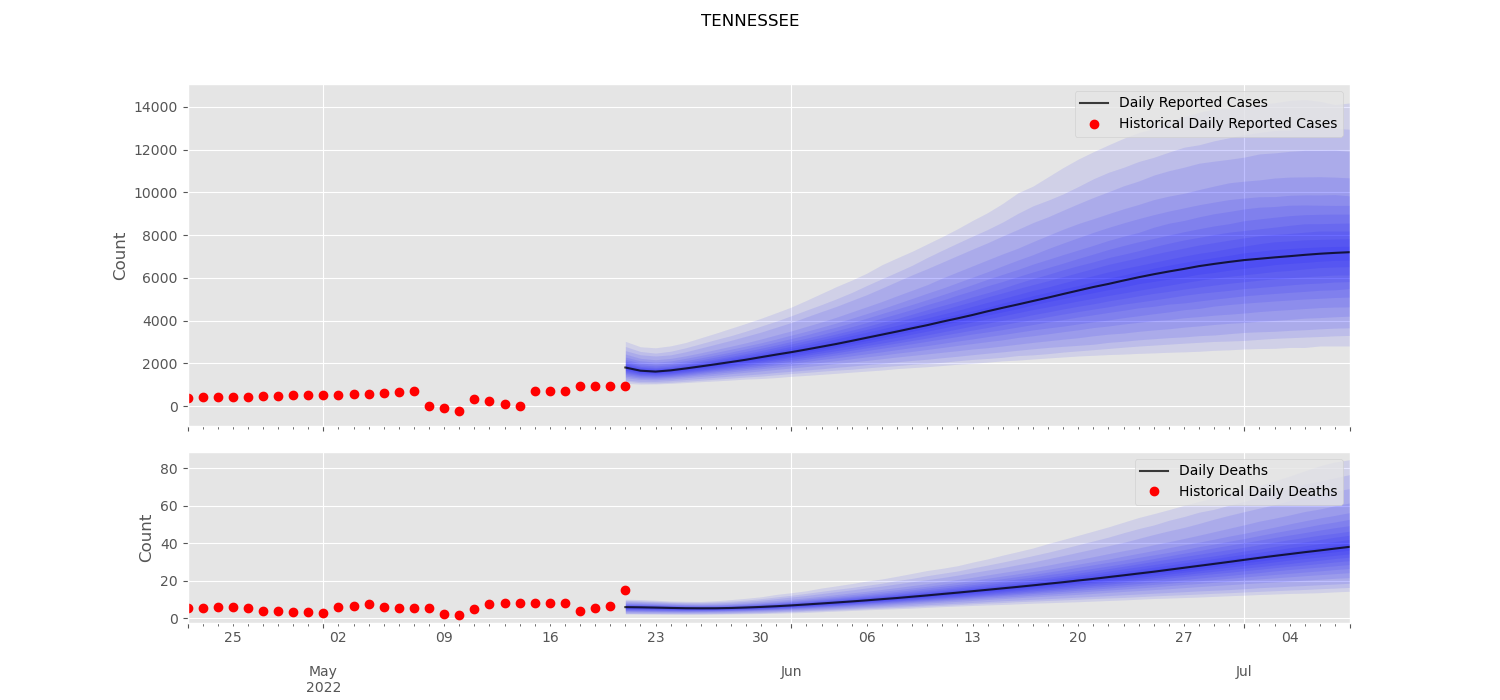 TENNESSEE
14000
12000
10000
8000
6000
4000
2000
0
Count
Daily Reported Cases
Historical Daily Reported Cases
80
60
40
20
0
Count
Daily Deaths
Historical Daily Deaths
25 02 09 16 23 30 06 13 20 27 04
May Jun Jul
2022